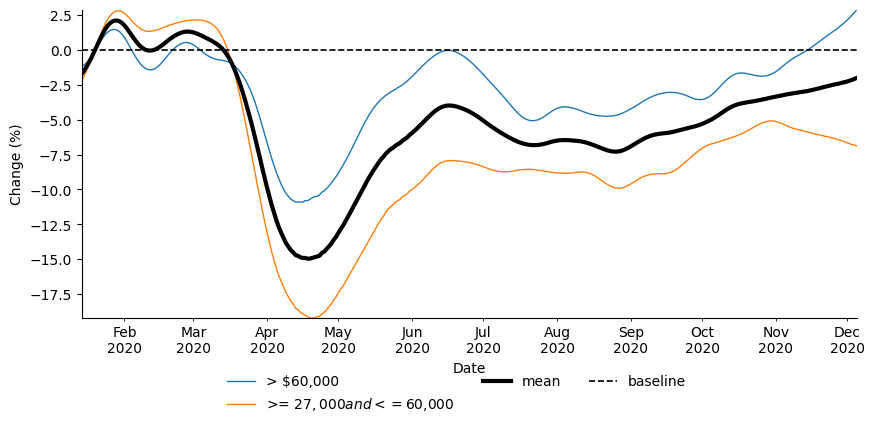 2.5
0.0
−2.5
−5.0
−7.5
−10.0
−12.5
−15.0
−17.5
Change (%)
Feb Mar Apr May Jun Jul Aug Sep Oct Nov Dec
2020 2020 2020 2020 2020 2020 2020 2020 2020 2020 2020
Date
> $60,000 mean baseline
>= 27,000and<=60,000